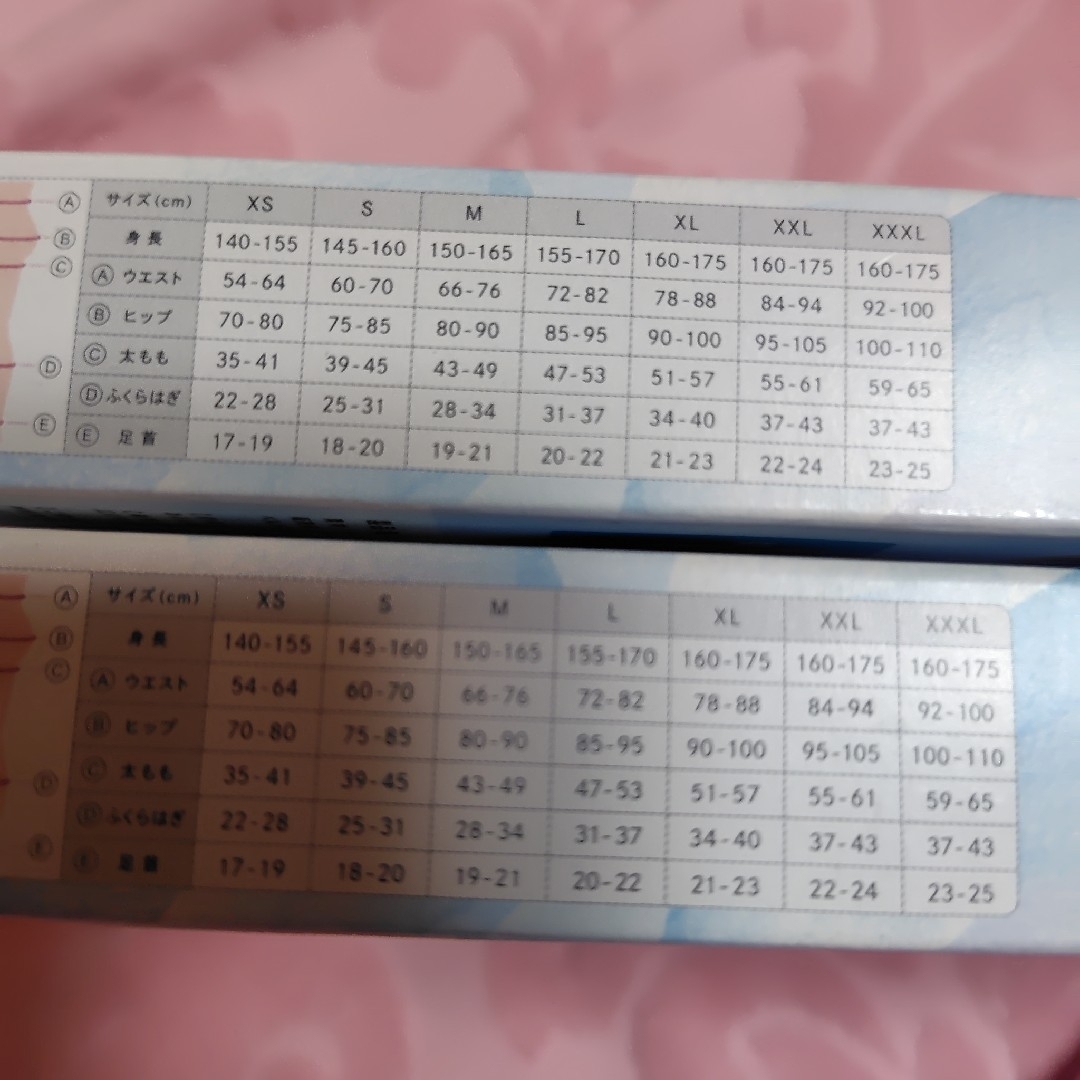 Ⓐ サイズ(cm) XS S M L XL XXL XXXL
Ⓑ 身長 140-155 145-160 150-165 155-170 160-175 160-175 160-175
Ⓒ Ⓐ ウエスト 54-64 60-70 66-76 72-82 78-88 84-94 92-100
Ⓑ ヒップ 70-80 75-85 80-90 85-95 90-100 95-105 100-110
Ⓓ Ⓒ 太もも 35-41 39-45 43-49 47-53 51-57 55-61 59-65
Ⓓ ふくらはぎ 22-28 25-31 28-34 31-37 34-40 37-43 37-43
Ⓔ Ⓔ 足首 17-19 18-20 19-21 20-22 21-23 22-24 23-25
Ⓐ サイズ(cm) XS S M L XL XXL XXXL
Ⓑ 身長 140-155 145-160 150-165 155-170 160-175 160-175 160-175
Ⓒ Ⓐ ウエスト 54-64 60-70 66-76 72-82 78-88 84-94 92-100
Ⓑ ヒップ 70-80 75-85 80-90 85-95 90-100 95-105 100-110
Ⓓ Ⓒ 太もも 35-41 39-45 43-49 47-53 51-57 55-61 59-65
Ⓓ ふくらはぎ 22-28 25-31 28-34 31-37 34-40 37-43 37-43
Ⓔ Ⓔ 足首 17-19 18-20 19-21 20-22 21-23 22-24 23-25